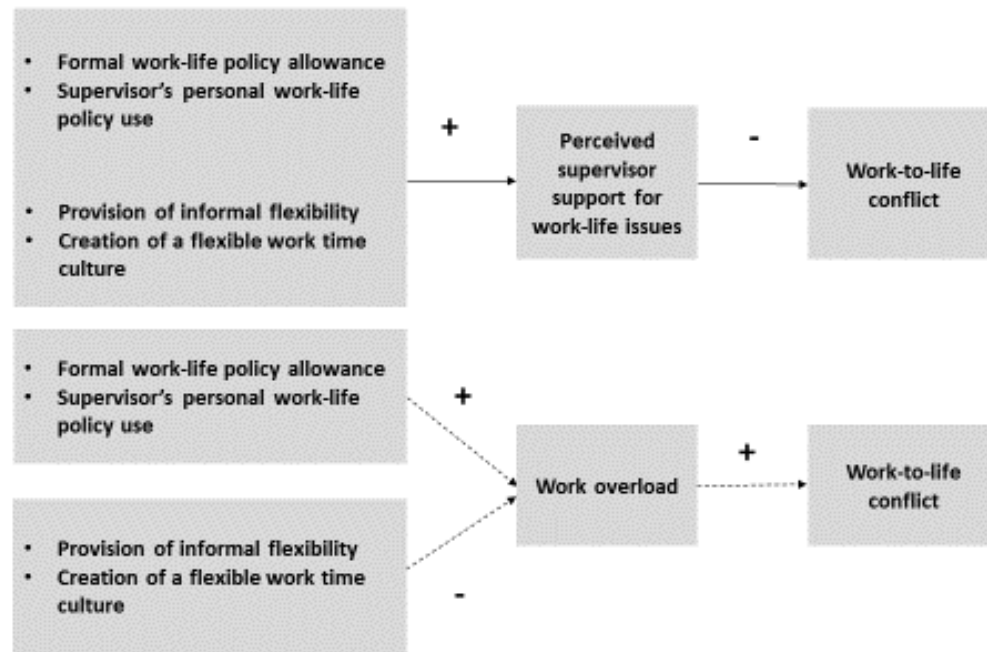 • Formal work-life policy allowance
• Supervisor's personal work-life
policy use
• Provision of informal flexibility
• Creation of a flexible work time
culture
+
Perceived
supervisor
support for
work-life issues
-
Work-to-life
conflict
• Formal work-life policy allowance
• Supervisor's personal work-life
policy use
• Provision of informal flexibility
• Creation of a flexible work time
culture
+
-
Work overload
+
Work-to-life
conflict